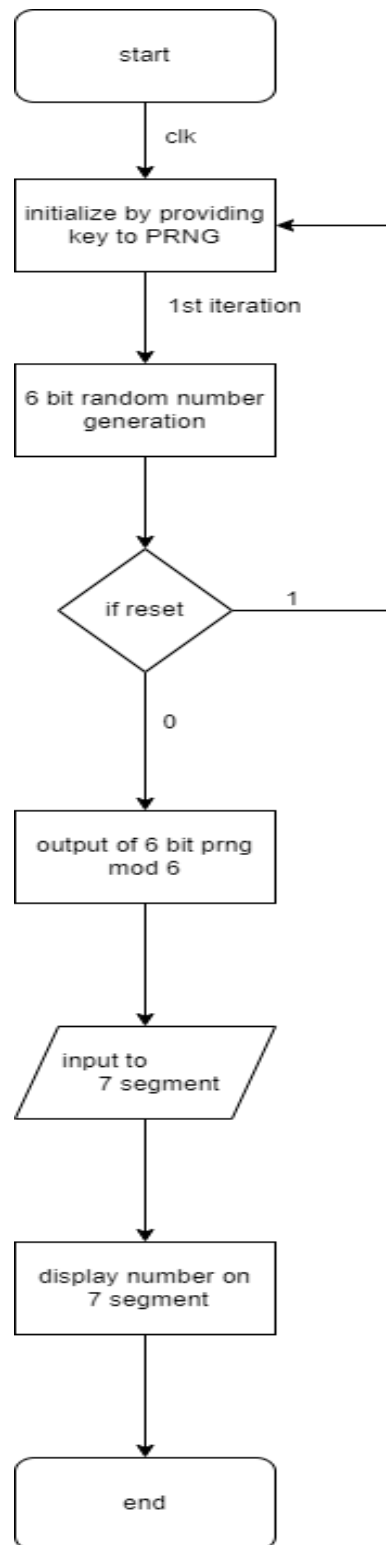 start
clk
initialize by providing
key to PRNG
1st iteration
6 bit random number
generation
if reset
1
0
output of 6 bit prng
mod 6
input to
7 segment
display number on
7 segment
end